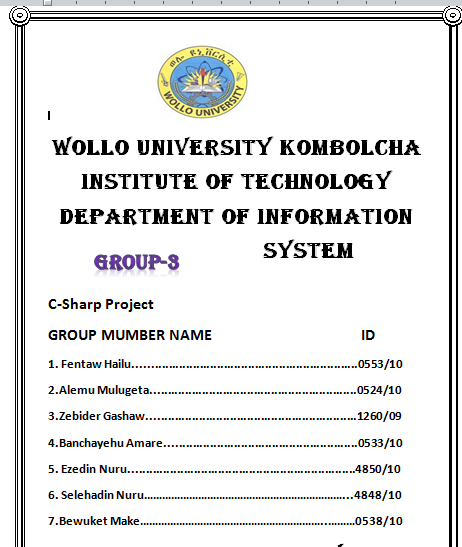 ወሎ ዩኒቨርሲቲ
WOLLO UNIVERSITY
WOLLO UNIVERSITY KOMBOLCHA
INSTITUTE OF TECHNOLOGY
DEPARTMENT OF INFORMATION
SYSTEM
GROUP-3
C-Sharp Project
GROUP MUMBER NAME ID
1. Fentaw Hailu...............................................................0553/10
2.Alemu Mulugeta............................................................0524/10
3.Zebider Gashaw.............................................................1260/09
4.Banchayehu Amare........................................................0533/10
5. Ezedin Nuru..................................................................4850/10
6. Selehadin Nuru..............................................................4848/10
7.Bewuket Make................................................................0538/10